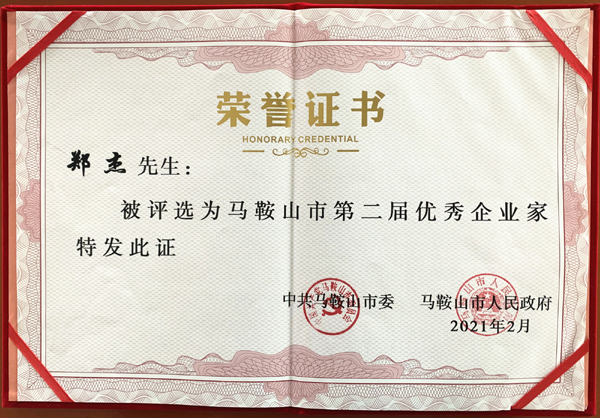 荣誉证书
HONORARY CREDENTIAL
郑杰先生：
被评选为马鞍山市第二届优秀企业家
特发此证
中共马鞍山市委 马鞍山市人民政府
2021年2月